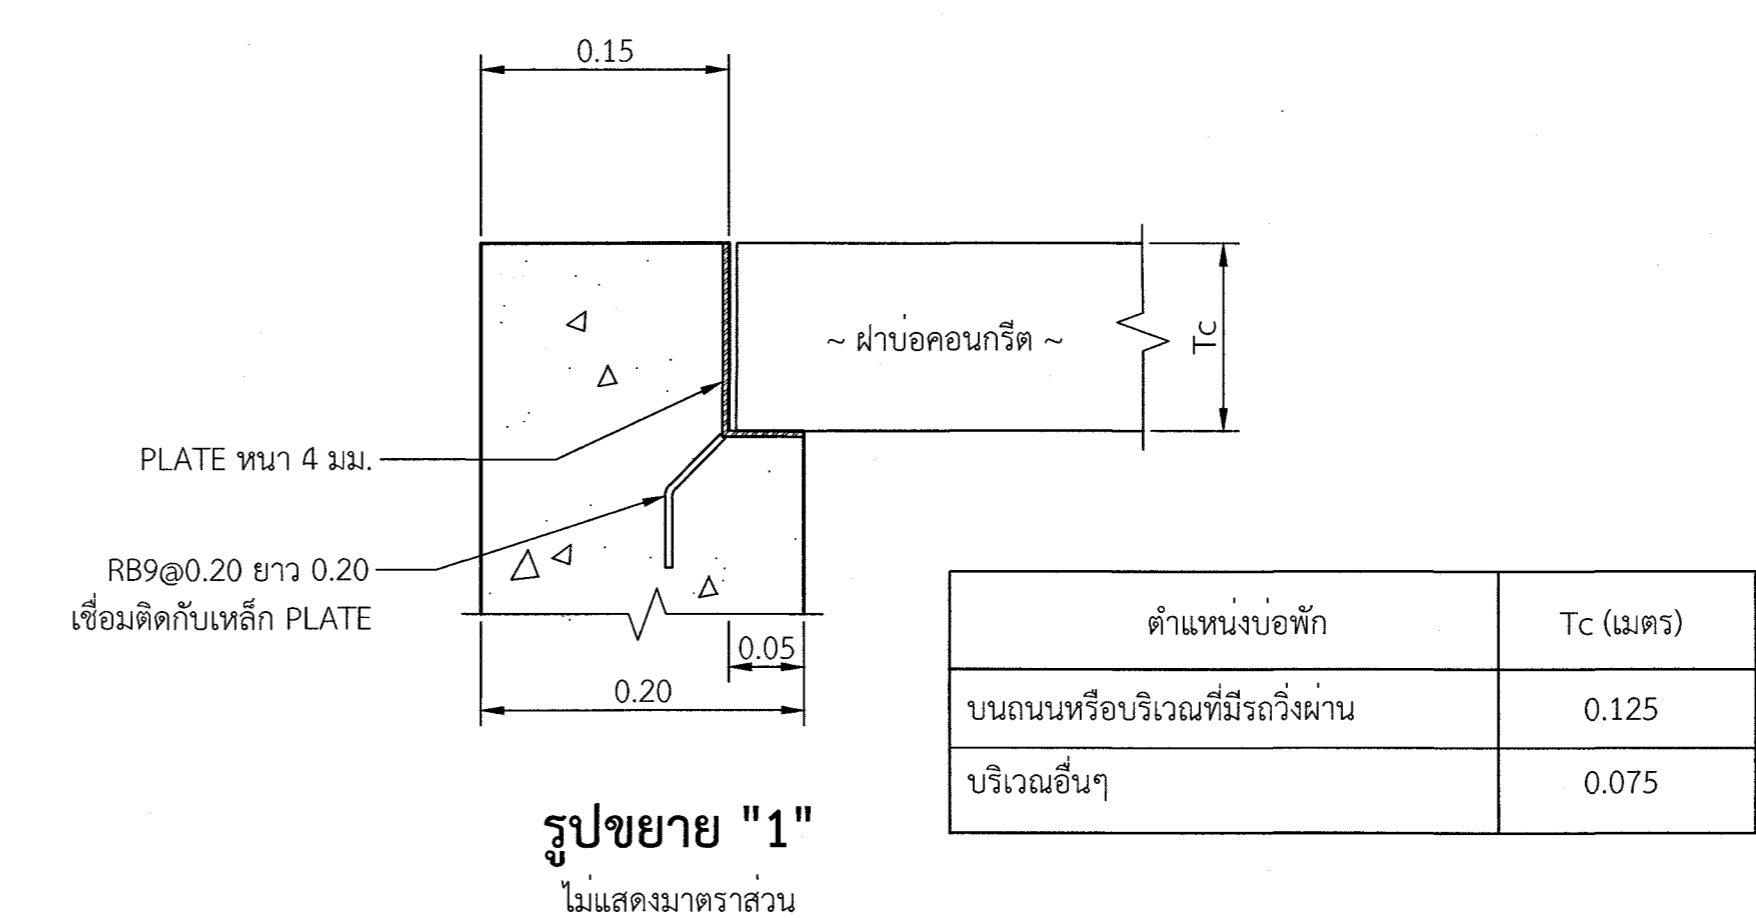 0.15
~ ฝาบ่อคอนกรีต ~
Tc
PLATE หนา 4 มม.
RB9@0.20 ยาว 0.20
เชื่อมติดกับเหล็ก PLATE
0.05
0.20
รูปขยาย "1"
ไม่แสดงมาตราส่วน
ตำแหน่งบ่อพัก Tc (เมตร)
บนถนนหรือบริเวณที่มีรถวิ่งผ่าน 0.125
บริเวณอื่นๆ 0.075